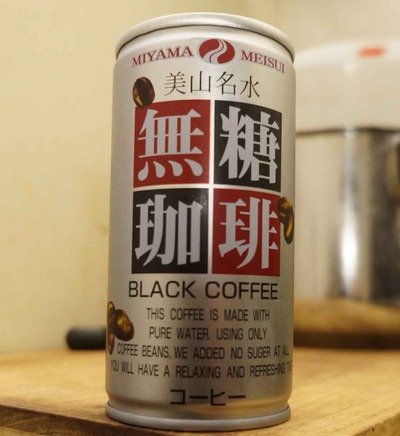 MIYAMA MEISUI
美山名水
無糖
珈琲
BLACK COFFEE
THIS COFFEE IS MADE WITH
PURE WATER. USING ONLY
COFFEE BEANS, WE ADDED NO SUGER AT ALL
YOU WILL HAVE A RELAXING AND REFRESHING
コーヒー